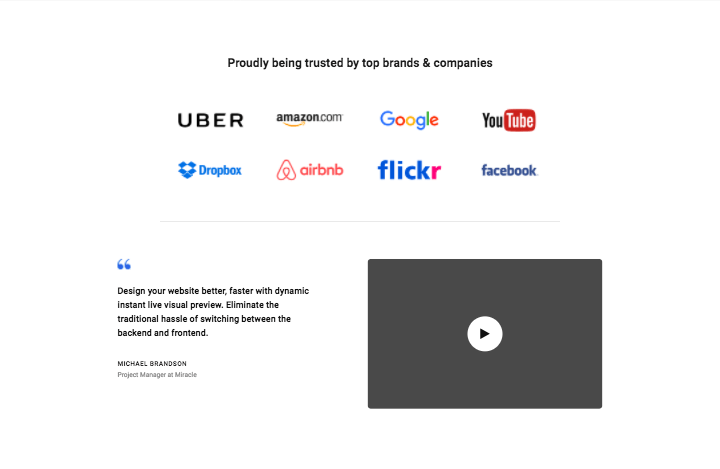 Proudly being trusted by top brands & companies
UBER amazon.com Google YouTube
Dropbox airbnb flickr facebook.
Design your website better, faster with dynamic
instant live visual preview. Eliminate the
traditional hassle of switching between the
backend and frontend.
MICHAEL BRANDSON
Project Manager at Miracle